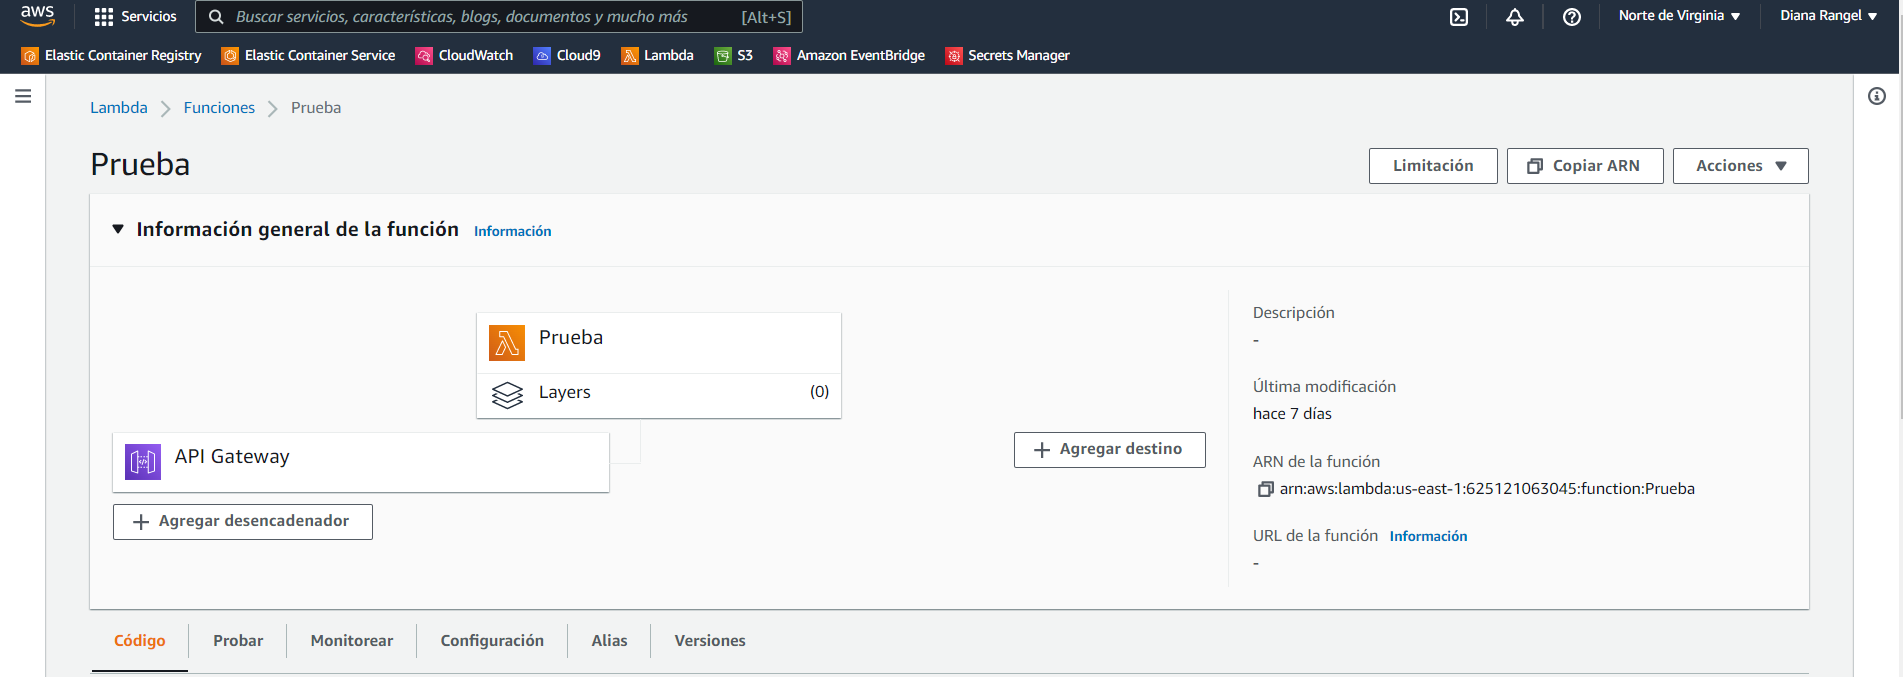 aws
Servicios
Buscar servicios, características, blogs, documentos y mucho más [Alt+S]
Norte de Virginia
Diana Rangel
Elastic Container Registry
Elastic Container Service
CloudWatch
Cloud9
Lambda
S3
Amazon EventBridge
Secrets Manager
Lambda
Funciones
Prueba
Prueba
Limitación
Copiar ARN
Acciones
Información general de la función
Información
Prueba
Layers (0)
API Gateway
Agregar desencadenador
Agregar destino
Descripción
-
Última modificación
hace 7 días
ARN de la función
arn:aws:lambda:us-east-1:625121063045:function:Prueba
URL de la función Información
-
Código
Probar
Monitorear
Configuración
Alias
Versiones